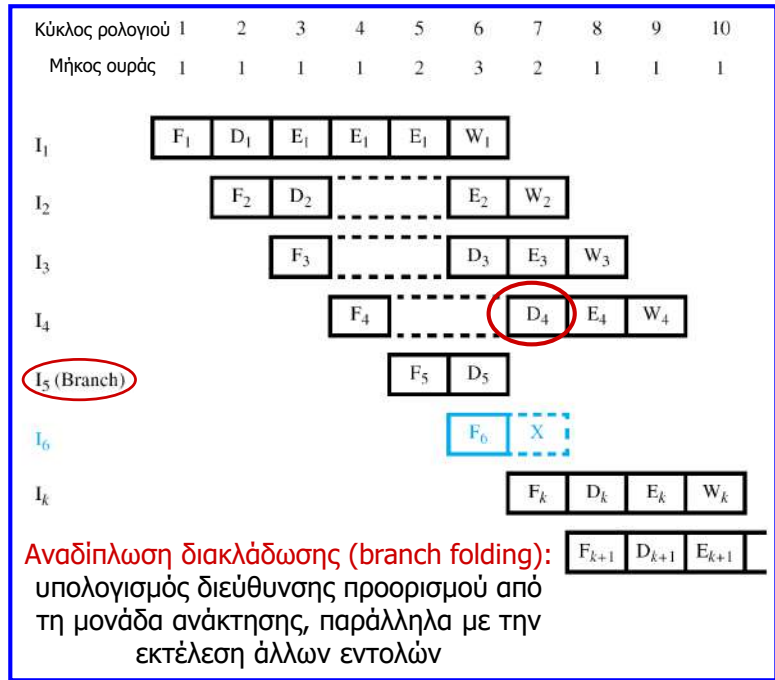 Κύκλος ρολογιού 1 2 3 4 5 6 7 8 9 10
Μήκος ουράς 1 1 1 1 2 3 2 1 1 1
I₁ F₁ D₁ E₁ E₁ E₁ W₁
I₂ F₂ D₂ E₂ W₂
I₃ F₃ D₃ E₃ W₃
I₄ F₄ D₄ E₄ W₄
I₅ (Branch) F₅ D₅
I₆ F₆ X
Iₖ Fₖ Dₖ Eₖ Wₖ
Fₖ₊₁ Dₖ₊₁ Eₖ₊₁
Αναδίπλωση διακλάδωσης (branch folding):
υπολογισμός διεύθυνσης προορισμού από
τη μονάδα ανάκτησης, παράλληλα με την
εκτέλεση άλλων εντολών